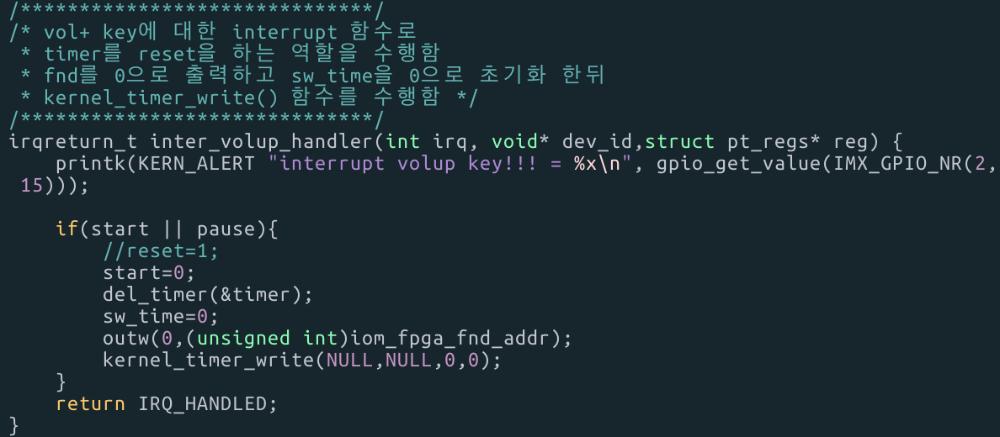 /******************************/
/* vol+ key에 대한 interrupt 함수로
 * timer를 reset을 하는 역할을 수행함
 * fnd를 0으로 출력하고 sw_time을 0으로 초기화 한뒤
 * kernel_timer_write() 함수를 수행함 */
/******************************/
irqreturn_t inter_volup_handler(int irq, void* dev_id,struct pt_regs* reg) {
    printk(KERN_ALERT "interrupt volup key!!! = %x\n", gpio_get_value(IMX_GPIO_NR(2,
 15)));

    if(start || pause){
        //reset=1;
        start=0;
        del_timer(&timer);
        sw_time=0;
        outw(0,(unsigned int)iom_fpga_fnd_addr);
        kernel_timer_write(NULL,NULL,0,0);
    }
    return IRQ_HANDLED;
}